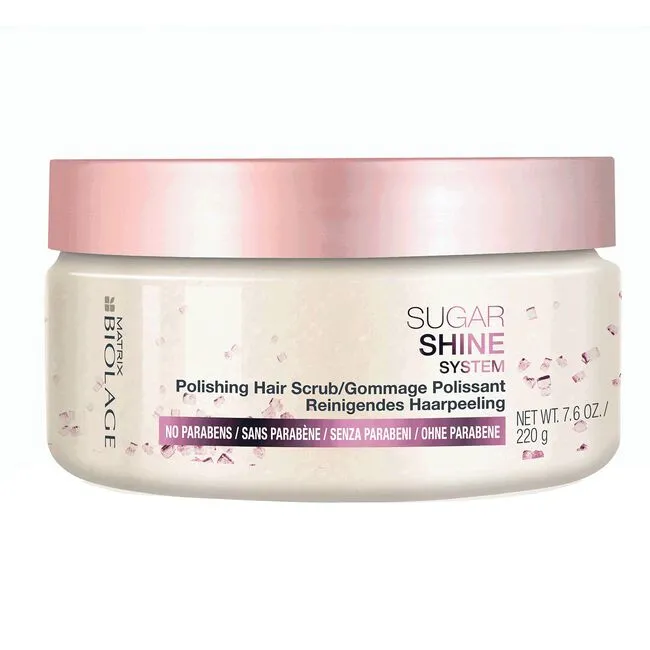 MATRIX
BIOLAGE
SUGAR
SHINE
SYSTEM
Polishing Hair Scrub/Gommage Polissant
Reinigendes Haarpeeling
NO PARABENS / SANS PARABÈNE / SENZA PARABENI / OHNE PARABENE
NET WT. 7.6 OZ. /
220 g